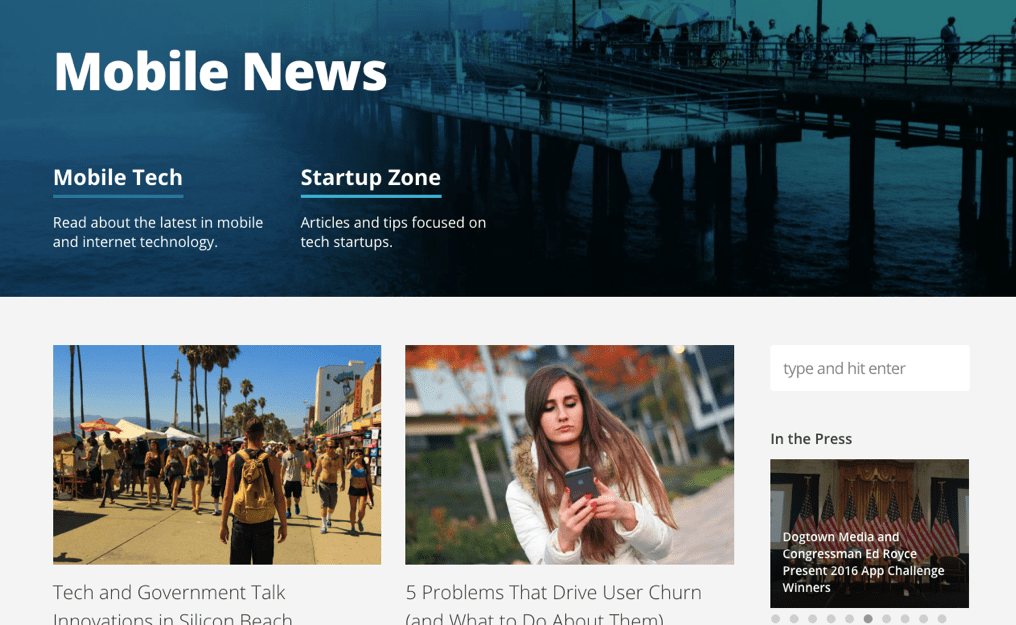 Mobile News
Mobile Tech
Read about the latest in mobile
and internet technology.
Startup Zone
Articles and tips focused on
tech startups.
Tech and Government Talk
Innovations in Silicon Beach
5 Problems That Drive User Churn
(and What to Do About Them)
type and hit enter
In the Press
Dogtown Media and
Congressman Ed Royce
Present 2016 App Challenge
Winners